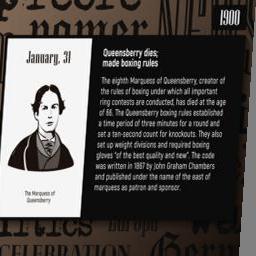 1900
January, 31
Queensberry dies;
made boxing rules
The eighth Marquess of Queensberry, creator of
the rules of boxing under which all important
ring contests are conducted, has died at the age
of 66. The Queensberry boxing rules established
a time period of three minutes for a round and
set a ten-second count for knockouts. They also
set up weight divisions and required boxing
gloves "of the best quality and new". The code
was written in 1867 by John Graham Chambers
and published under the name of the east of
marquess as patron and sponsor.
The Marquess of
Queensberry
Europa
CELEBRATION